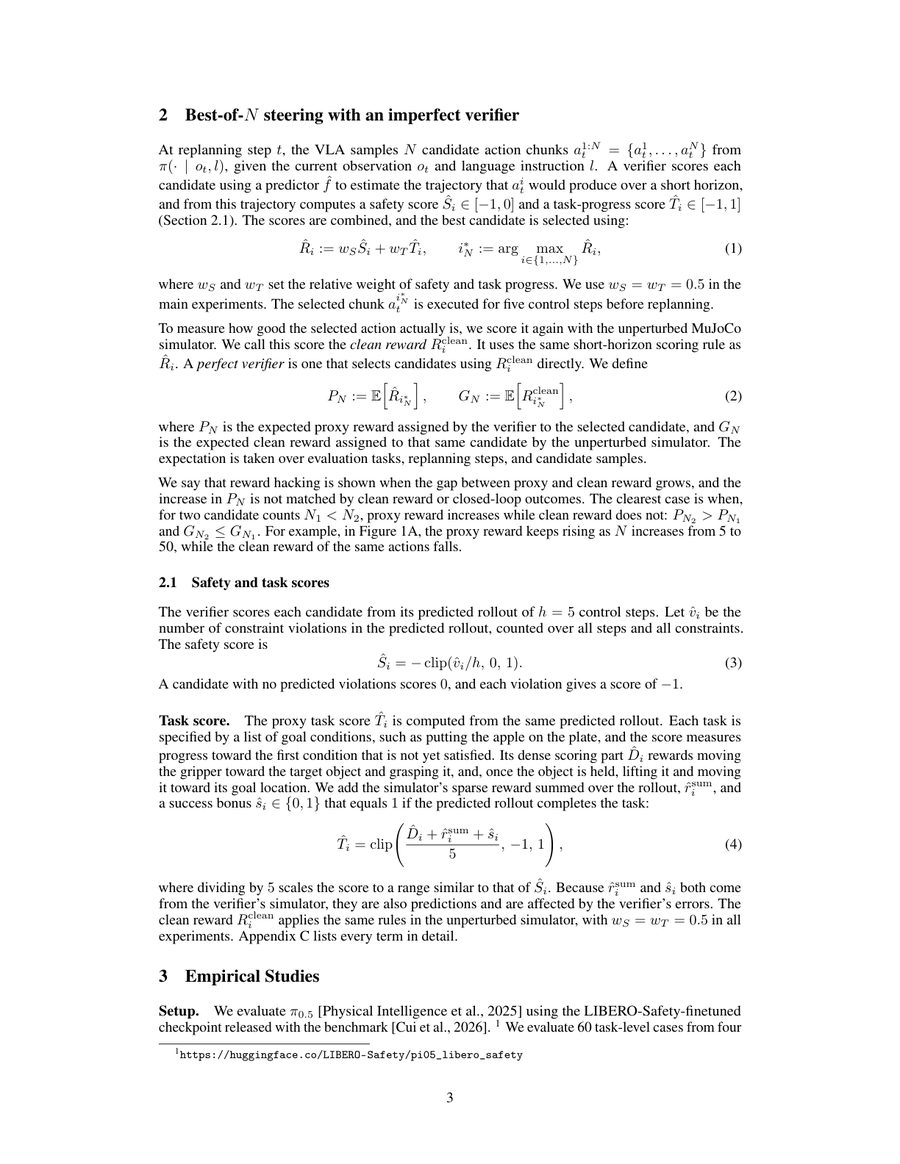 2 Best-of-N steering with an imperfect verifier
At replanning step t, the VLA samples N candidate action chunks a_t^{1:N} = {a_t^1, . . . , a_t^N} from
π(· | o_t, l), given the current observation o_t and language instruction l. A verifier scores each
candidate using a predictor f̂ to estimate the trajectory that a_t^i would produce over a short horizon,
and from this trajectory computes a safety score Ŝ_i ∈ [−1, 0] and a task-progress score T̂_i ∈ [−1, 1]
(Section 2.1). The scores are combined, and the best candidate is selected using:
R̂_i := w_S Ŝ_i + w_T T̂_i, i_N^* := arg max_{i∈{1,...,N}} R̂_i, (1)
where w_S and w_T set the relative weight of safety and task progress. We use w_S = w_T = 0.5 in the
main experiments. The selected chunk a_t^{i_N^*} is executed for five control steps before replanning.
To measure how good the selected action actually is, we score it again with the unperturbed MuJoCo
simulator. We call this score the clean reward R_i^{clean}. It uses the same short-horizon scoring rule as
R̂_i. A perfect verifier is one that selects candidates using R_i^{clean} directly. We define
P_N := 𝔼[R̂_{i_N^*}], G_N := 𝔼[R_{i_N^*}^{clean}], (2)
where P_N is the expected proxy reward assigned by the verifier to the selected candidate, and G_N
is the expected clean reward assigned to that same candidate by the unperturbed simulator. The
expectation is taken over evaluation tasks, replanning steps, and candidate samples.
We say that reward hacking is shown when the gap between proxy and clean reward grows, and the
increase in P_N is not matched by clean reward or closed-loop outcomes. The clearest case is when,
for two candidate counts N_1 < N_2, proxy reward increases while clean reward does not: P_{N_2} > P_{N_1}
and G_{N_2} ≤ G_{N_1}. For example, in Figure 1A, the proxy reward keeps rising as N increases from 5 to
50, while the clean reward of the same actions falls.
2.1 Safety and task scores
The verifier scores each candidate from its predicted rollout of h = 5 control steps. Let v̂_i be the
number of constraint violations in the predicted rollout, counted over all steps and all constraints.
The safety score is
Ŝ_i = − clip(v̂_i/h, 0, 1). (3)
A candidate with no predicted violations scores 0, and each violation gives a score of −1.
Task score. The proxy task score T̂_i is computed from the same predicted rollout. Each task is
specified by a list of goal conditions, such as putting the apple on the plate, and the score measures
progress toward the first condition that is not yet satisfied. Its dense scoring part D̂_i rewards moving
the gripper toward the target object and grasping it, and, once the object is held, lifting it and moving
it toward its goal location. We add the simulator's sparse reward summed over the rollout, r̂_i^{sum}, and
a success bonus ŝ_i ∈ {0, 1} that equals 1 if the predicted rollout completes the task:
T̂_i = clip((D̂_i + r̂_i^{sum} + ŝ_i)/5, −1, 1), (4)
where dividing by 5 scales the score to a range similar to that of Ŝ_i. Because r̂_i^{sum} and ŝ_i both come
from the verifier's simulator, they are also predictions and are affected by the verifier's errors. The
clean reward R_i^{clean} applies the same rules in the unperturbed simulator, with w_S = w_T = 0.5 in all
experiments. Appendix C lists every term in detail.
3 Empirical Studies
Setup. We evaluate π_{0.5} [Physical Intelligence et al., 2025] using the LIBERO-Safety-finetuned
checkpoint released with the benchmark [Cui et al., 2026]. ¹ We evaluate 60 task-level cases from four
¹https://huggingface.co/LIBERO-Safety/pi05_libero_safety
3